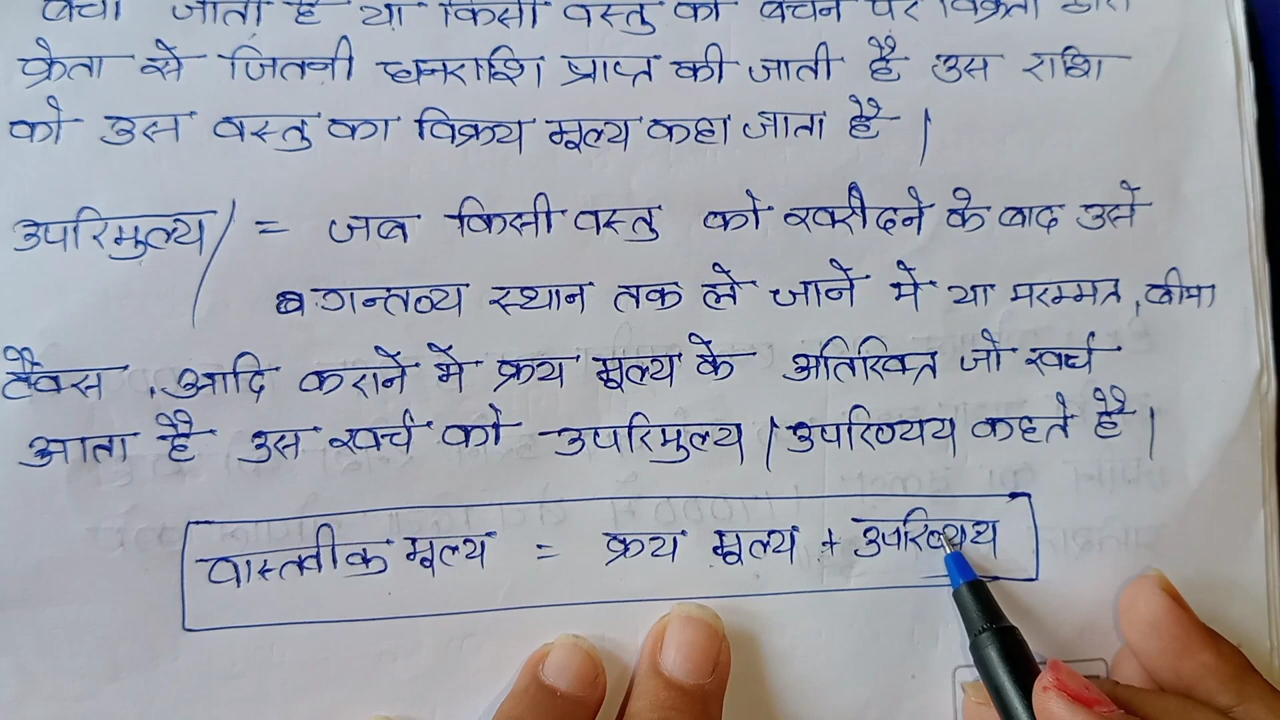 बेचा जाता है या किसी वस्तु को बेचने पर विक्रेता द्वारा
क्रेता से जितनी धनराशि प्राप्त की जाती है उस राशि
को उस वस्तु का विक्रय मूल्य कहा जाता है |
उपरिमुल्य/ = जब किसी वस्तु को खरीदने के बाद उसे
गन्तव्य स्थान तक ले जाने में या मरम्मत, बीमा
टैक्स, आदि कराने में क्रय मूल्य के अतिरिक्त जो खर्च
आता है उस खर्च को उपरिमुल्य / उपरिव्यय कहते है |
वास्तवीक मूल्य = क्रय मूल्य + उपरिव्यय